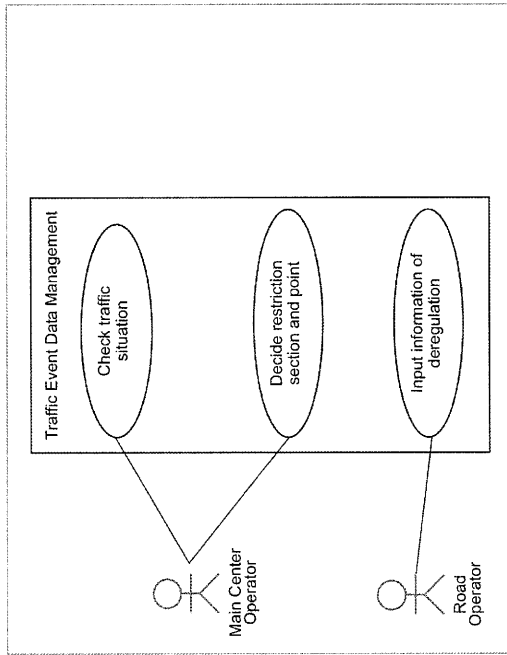 Traffic Event Data Management
Check traffic
situation
Decide restriction
section and point
Input information of
deregulation
Main Center
Operator
Road
Operator